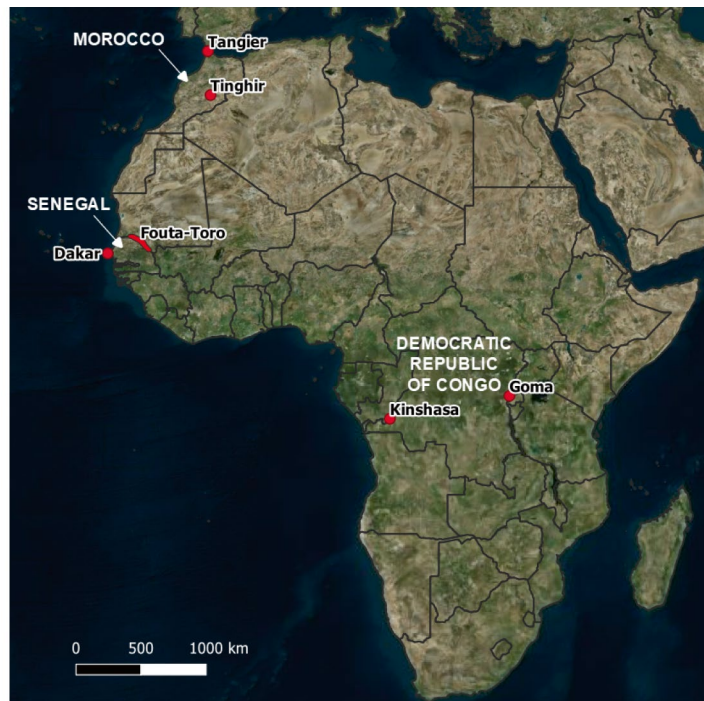 MOROCCO
Tangier
Tinghir
SENEGAL
Fouta-Toro
Dakar
DEMOCRATIC
REPUBLIC
OF CONGO
Goma
Kinshasa
0 500 1000 km